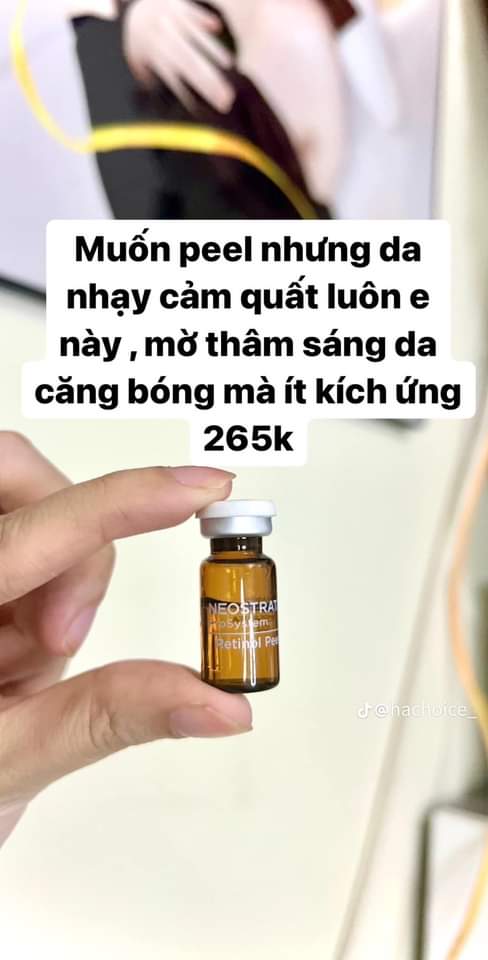 Muốn peel nhưng da
nhạy cảm quất luôn e
này , mờ thâm sáng da
căng bóng mà ít kích ứng
265k
NEOSTRAT
ProSystem
Retinol Pee
@hachoice_